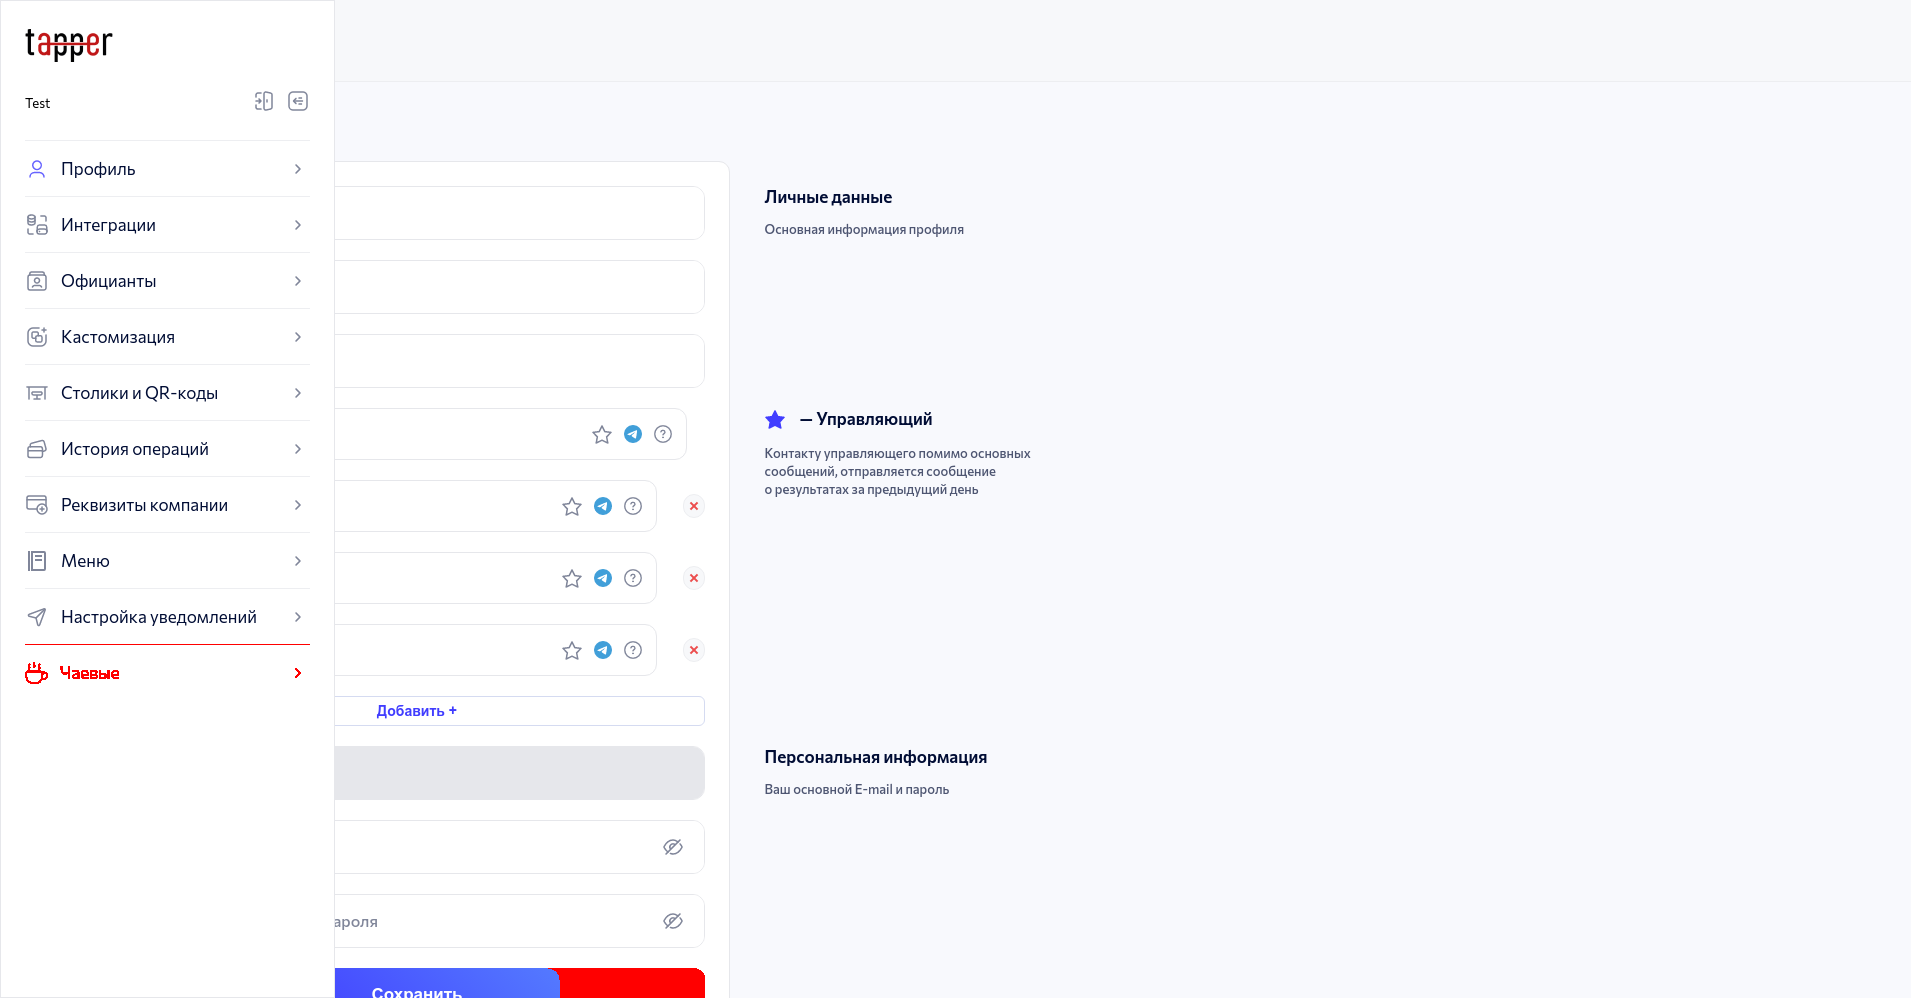 tapper
Test
Профиль
Интеграции
Официанты
Кастомизация
Столики и QR-коды
История операций
Реквизиты компании
Меню
Настройка уведомлений
Чаевые
Добавить +
ароля
Сохранить
Личные данные
Основная информация профиля
— Управляющий
Контакту управляющего помимо основных
сообщений, отправляется сообщение
о результатах за предыдущий день
Персональная информация
Ваш основной E-mail и пароль